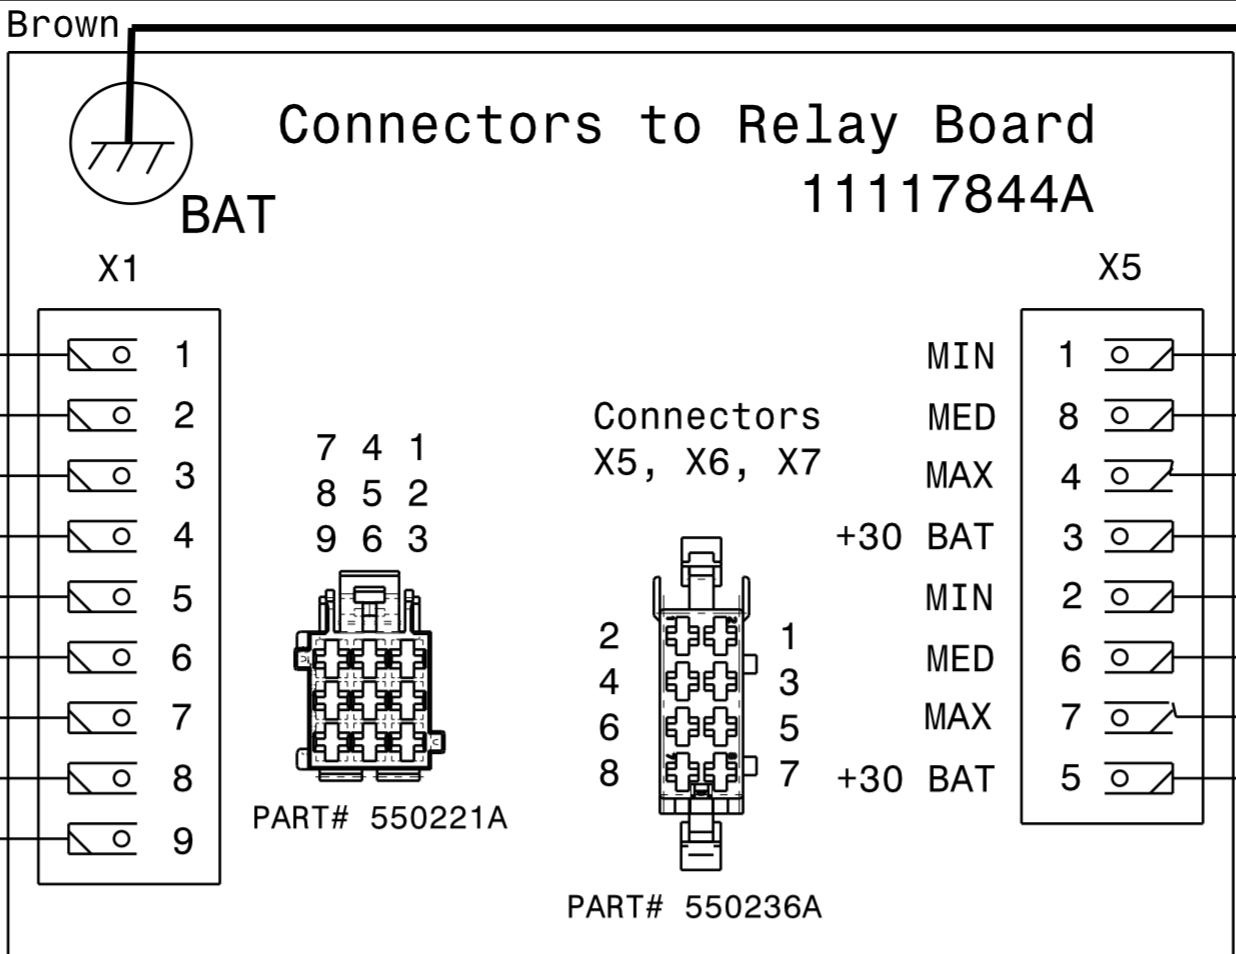 Brown
Connectors to Relay Board
11117844A
BAT
X1
X5
1
2
3
4
5
6
7
8
9
7 4 1
8 5 2
9 6 3
PART# 550221A
Connectors
X5, X6, X7
2 1
4 3
6 5
8 7
PART# 550236A
MIN 1
MED 8
MAX 4
+30 BAT 3
MIN 2
MED 6
MAX 7
+30 BAT 5